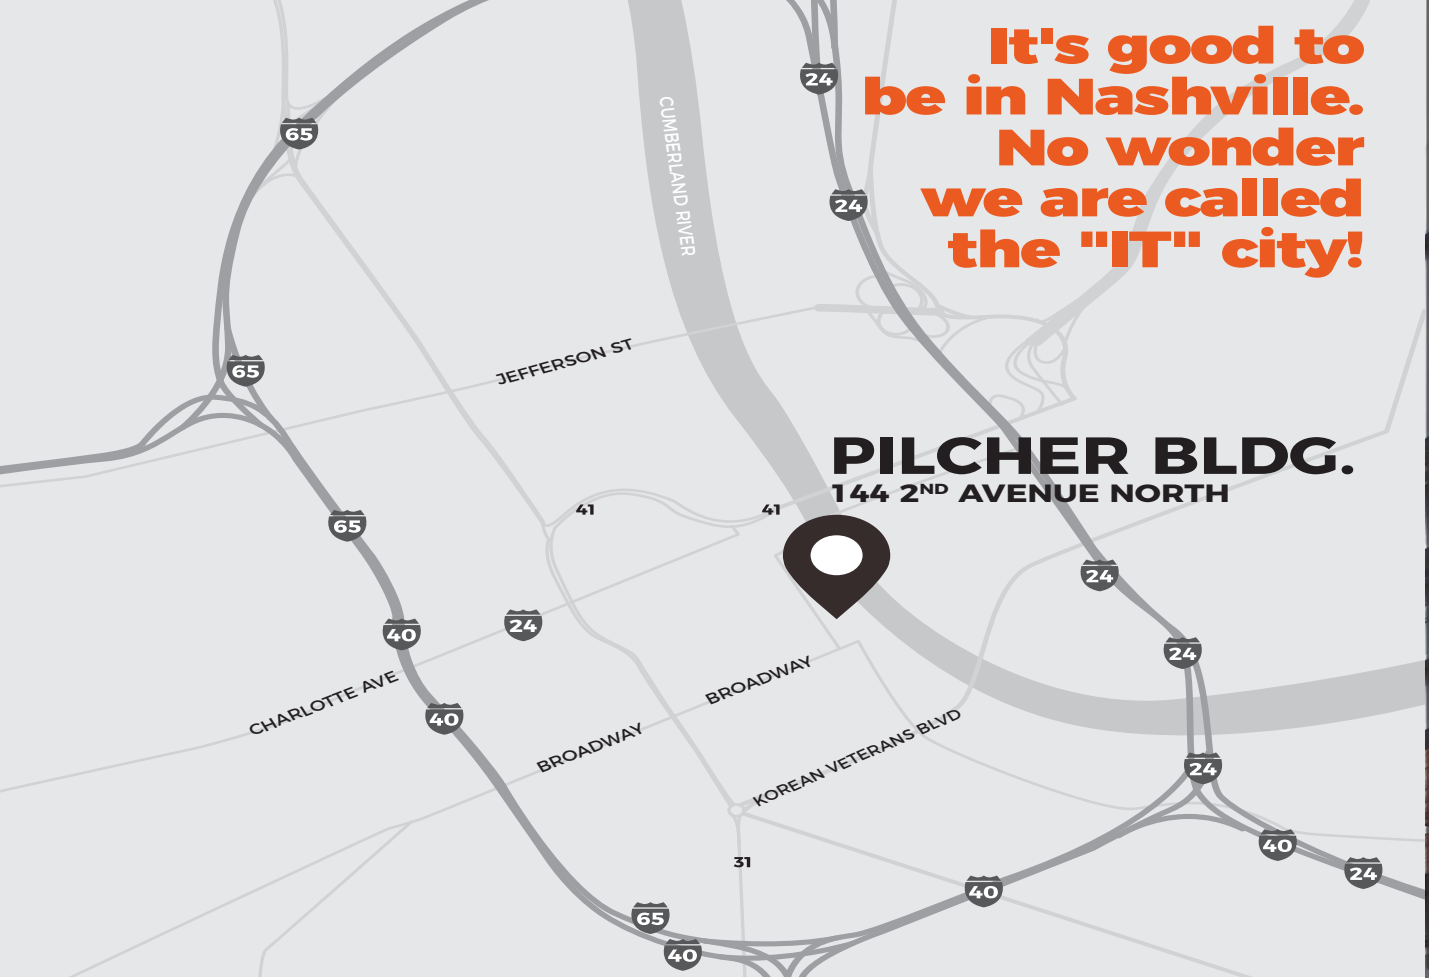 It's good to
be in Nashville.
No wonder
we are called
the "IT" city!
24
65
CUMBERLAND RIVER
24
JEFFERSON ST
65
PILCHER BLDG.
144 2ND AVENUE NORTH
41
41
65
24
40
24
24
CHARLOTTE AVE
BROADWAY
40
BROADWAY
KOREAN VETERANS BLVD
24
40
31
24
40
65
40